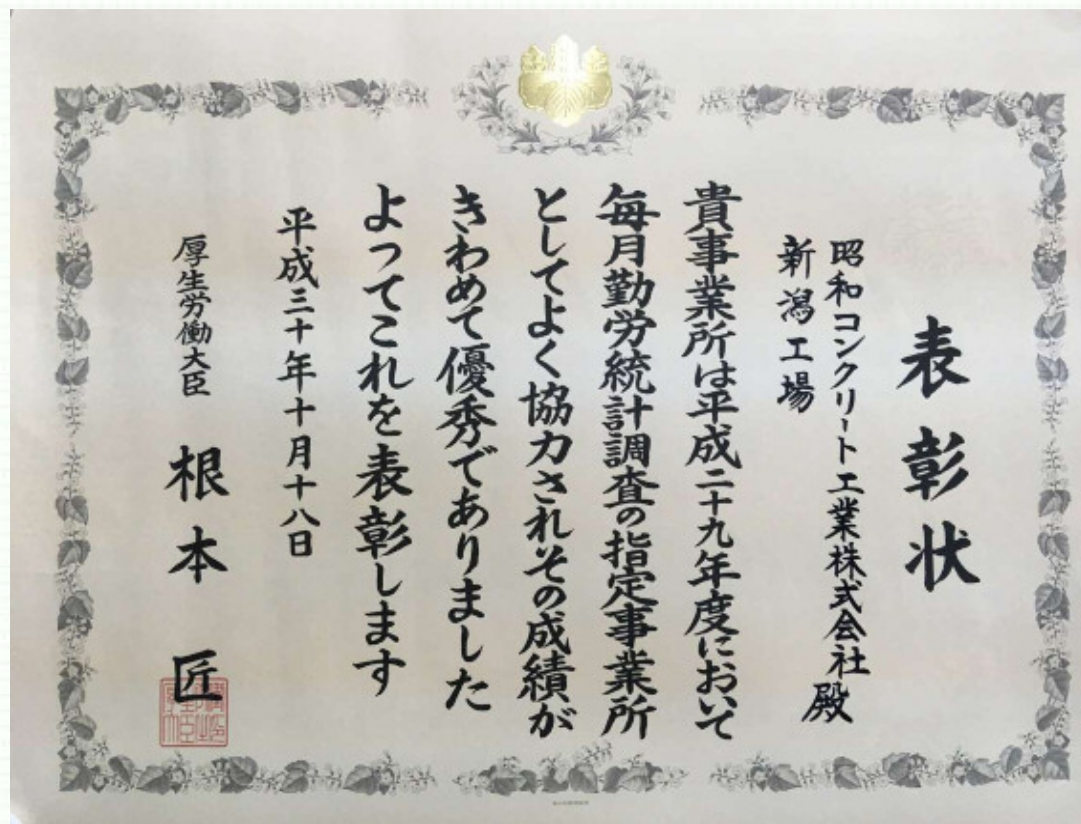 表彰状
昭和コンクリート工業株式会社
新潟工場
殿
貴事業所は平成二十九年度において
毎月勤労統計調査の指定事業所
としてよく協力されその成績が
きわめて優秀でありました
よってこれを表彰します
平成三十年十月十八日
厚生労働大臣 根本匠